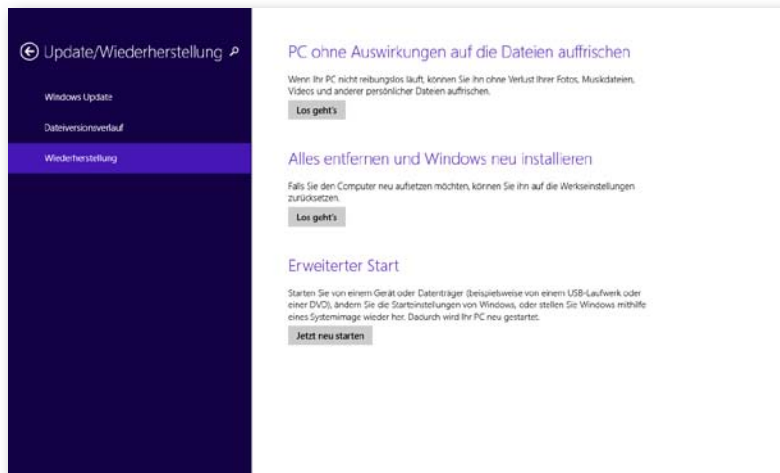 Update/Wiederherstellung
Windows Update
Dateiversionsverlauf
Wiederherstellung
PC ohne Auswirkungen auf die Dateien auffrischen
Wenn Ihr PC nicht reibungslos läuft, können Sie ihn ohne Verlust Ihrer Fotos, Musikdateien,
Videos und anderer persönlicher Dateien auffrischen.
Los geht's
Alles entfernen und Windows neu installieren
Falls Sie den Computer neu aufsetzen möchten, können Sie ihn auf die Werkseinstellungen
zurücksetzen.
Los geht's
Erweiterter Start
Starten Sie von einem Gerät oder Datenträger (beispielsweise von einem USB-Laufwerk oder
einer DVD), ändern Sie die Starteinstellungen von Windows, oder stellen Sie Windows mithilfe
eines Systemimage wieder her. Dadurch wird Ihr PC neu gestartet.
Jetzt neu starten